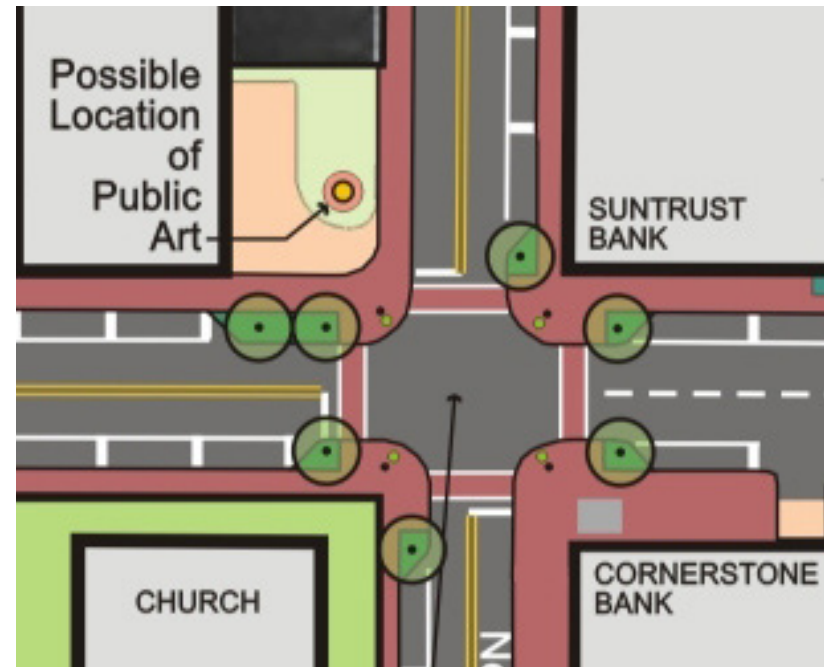 Possible
Location
of
Public
Art
SUNTRUST
BANK
CHURCH
CORNERSTONE
BANK